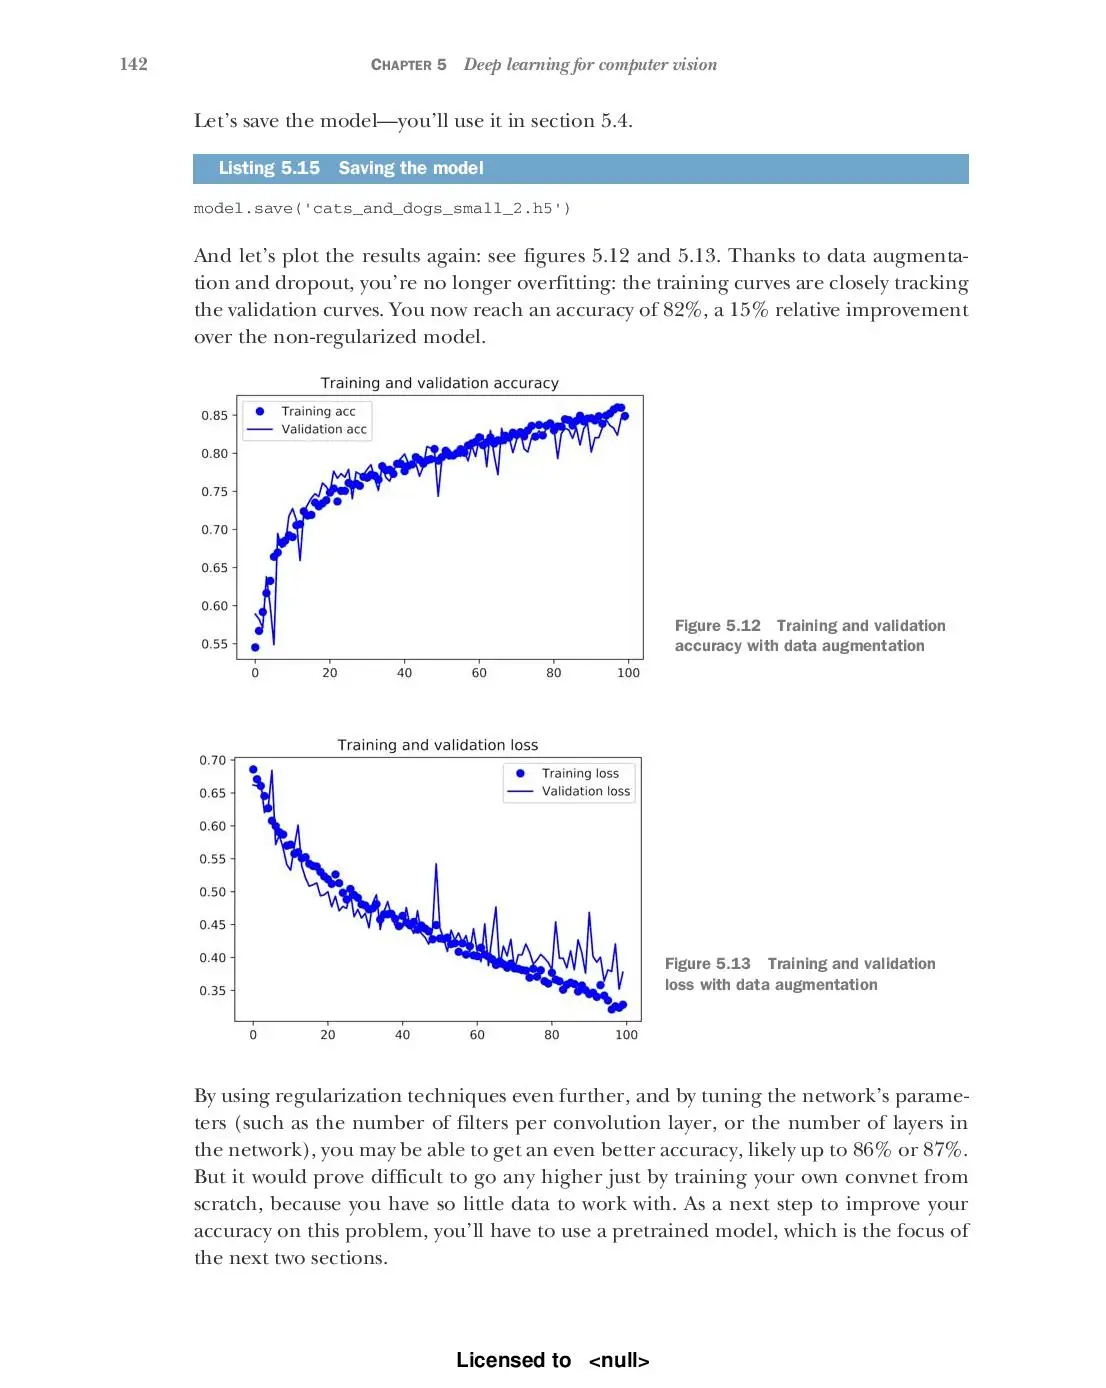 142
CHAPTER 5 Deep learning for computer vision
Let's save the model—you'll use it in section 5.4.
Listing 5.15 Saving the model
model.save('cats_and_dogs_small_2.h5')
And let's plot the results again: see figures 5.12 and 5.13. Thanks to data augmenta-
tion and dropout, you're no longer overfitting: the training curves are closely tracking
the validation curves. You now reach an accuracy of 82%, a 15% relative improvement
over the non-regularized model.
Training and validation accuracy
Training acc
Validation acc
0.85
0.80
0.75
0.70
0.65
0.60
0.55
0 20 40 60 80 100
Figure 5.12 Training and validation
accuracy with data augmentation
Training and validation loss
Training loss
Validation loss
0.70
0.65
0.60
0.55
0.50
0.45
0.40
0.35
0 20 40 60 80 100
Figure 5.13 Training and validation
loss with data augmentation
By using regularization techniques even further, and by tuning the network's parame-
ters (such as the number of filters per convolution layer, or the number of layers in
the network), you may be able to get an even better accuracy, likely up to 86% or 87%.
But it would prove difficult to go any higher just by training your own convnet from
scratch, because you have so little data to work with. As a next step to improve your
accuracy on this problem, you'll have to use a pretrained model, which is the focus of
the next two sections.
Licensed to &lt;null&gt;